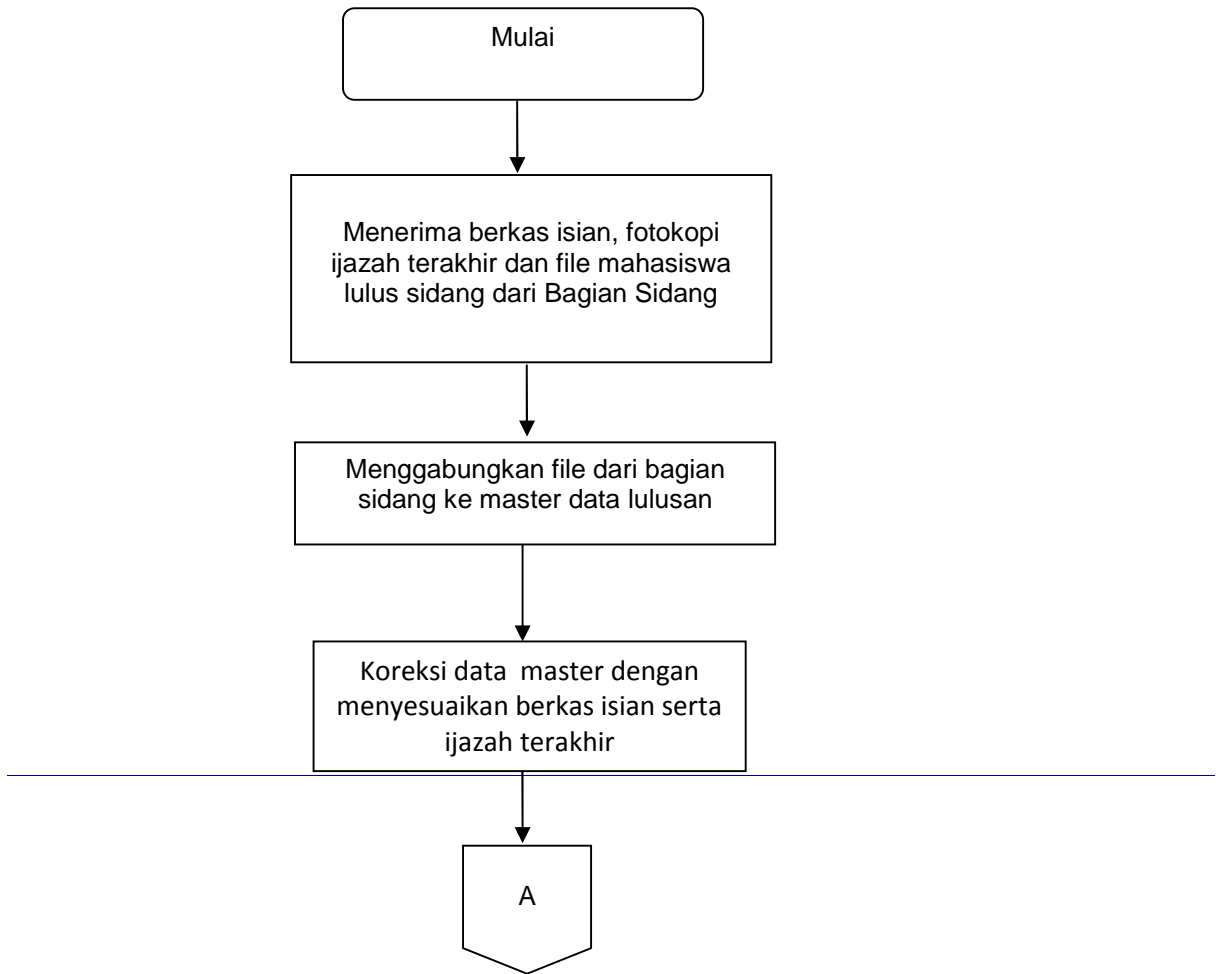 Mulai
Menerima berkas isian, fotokopi
ijazah terakhir dan file mahasiswa
lulus sidang dari Bagian Sidang
Menggabungkan file dari bagian
sidang ke master data lulusan
Koreksi data  master dengan
menyesuaikan berkas isian serta
ijazah terakhir
A